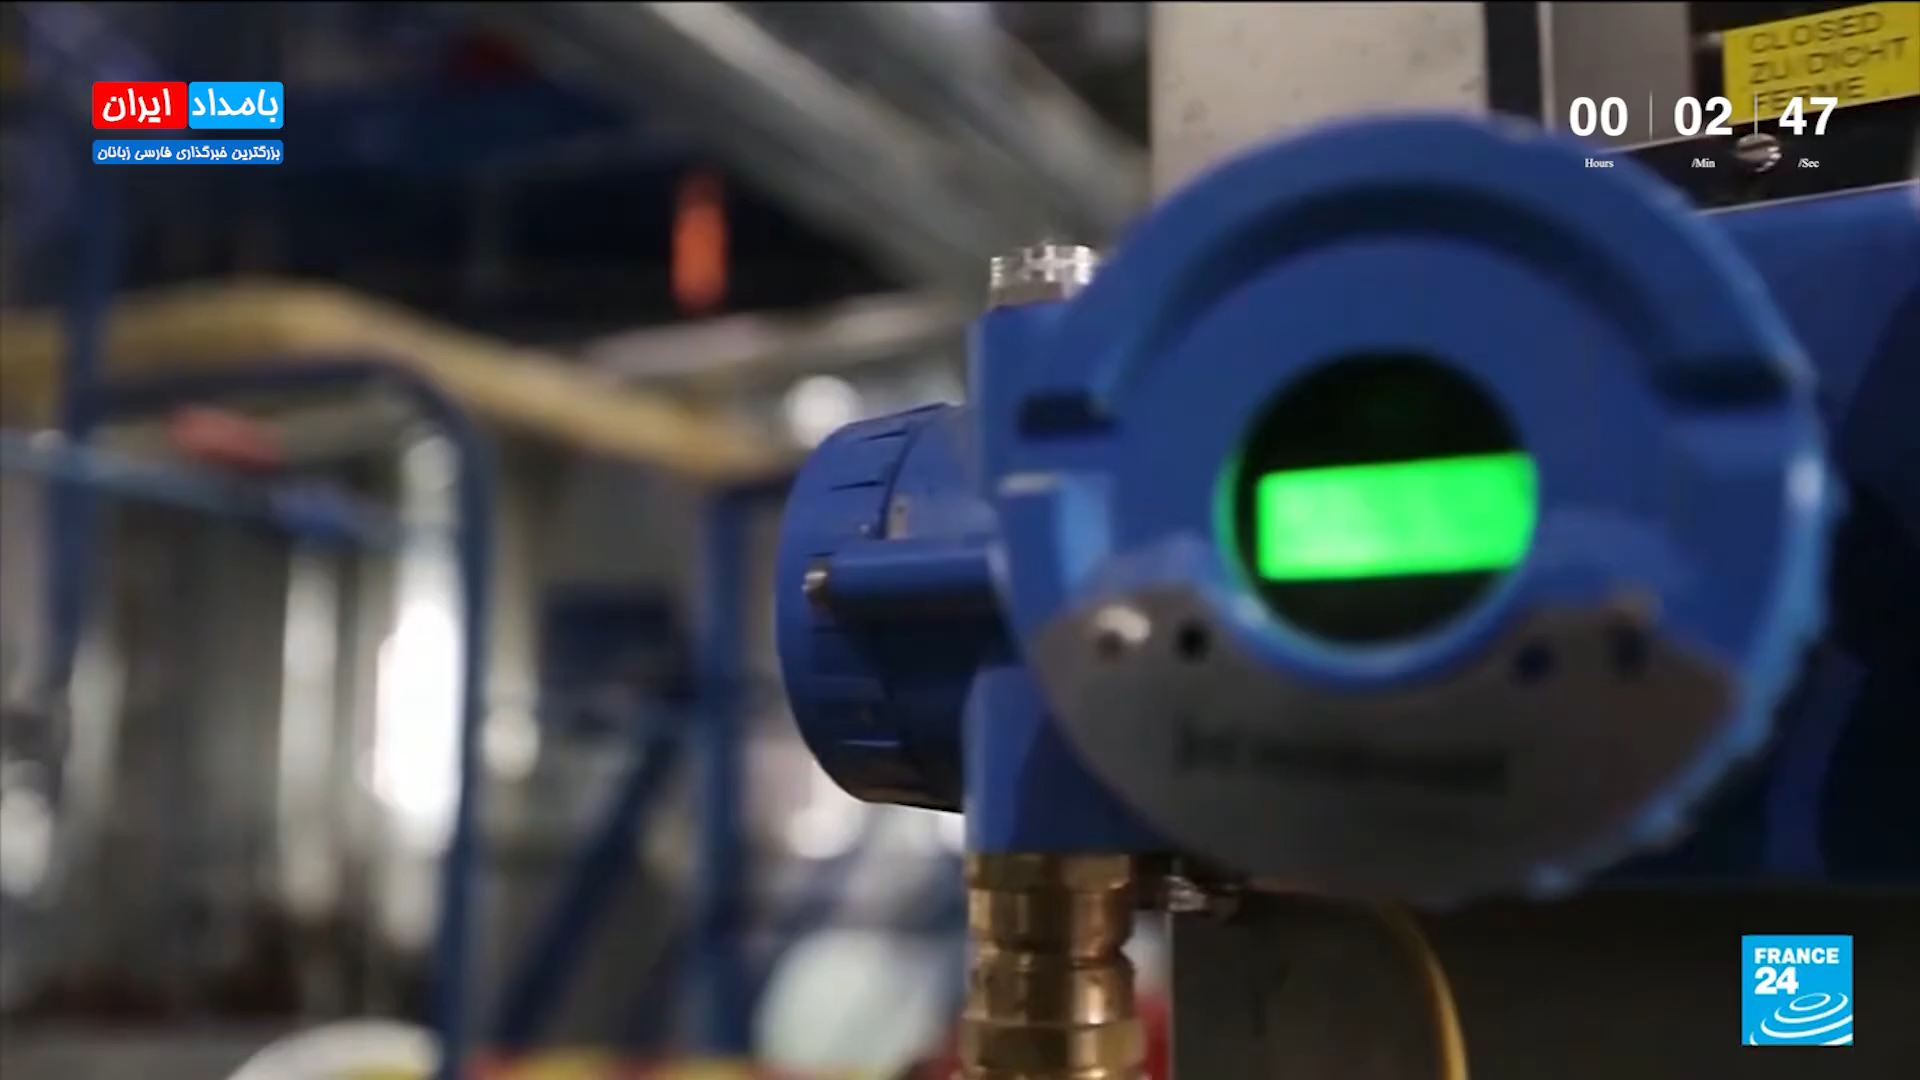 بامداد ایران
بزرگترین خبرگذاری فارسی زبانان
CLOSED
ZU/DICHT
FERME
00 02 47
Hours /Min /Sec
FRANCE
24